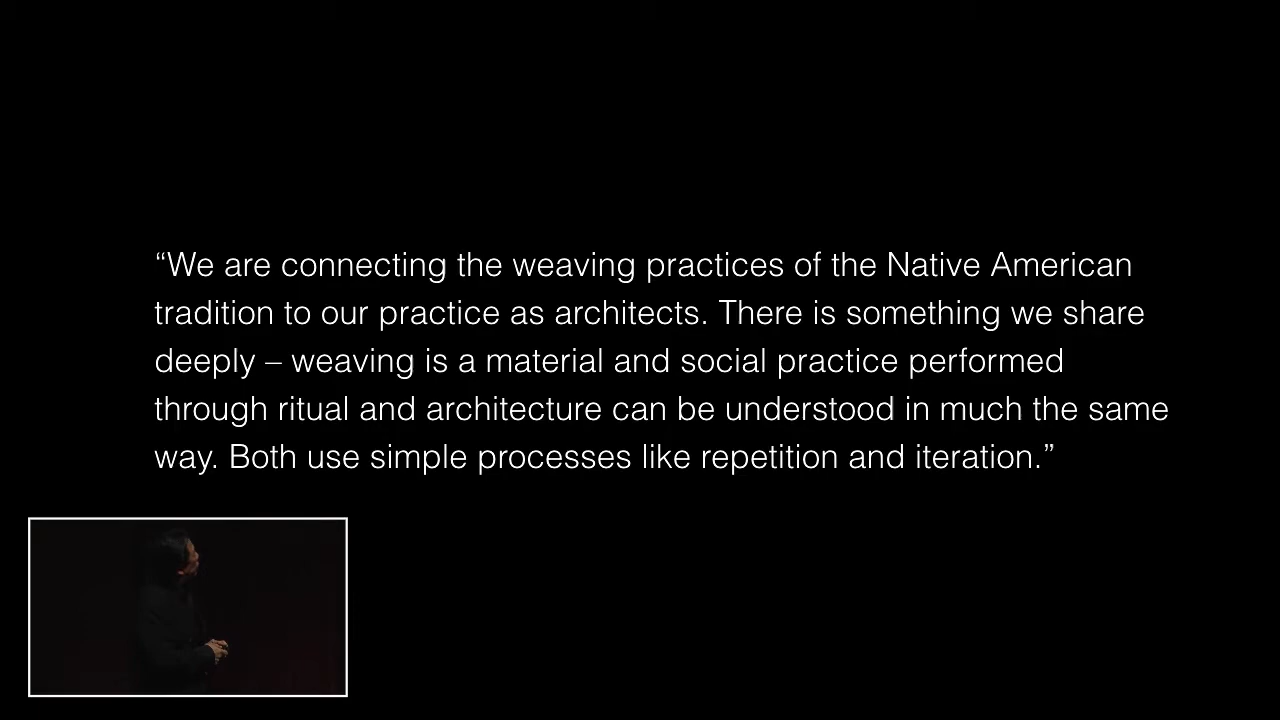 “We are connecting the weaving practices of the Native American
tradition to our practice as architects. There is something we share
deeply – weaving is a material and social practice performed
through ritual and architecture can be understood in much the same
way. Both use simple processes like repetition and iteration.”